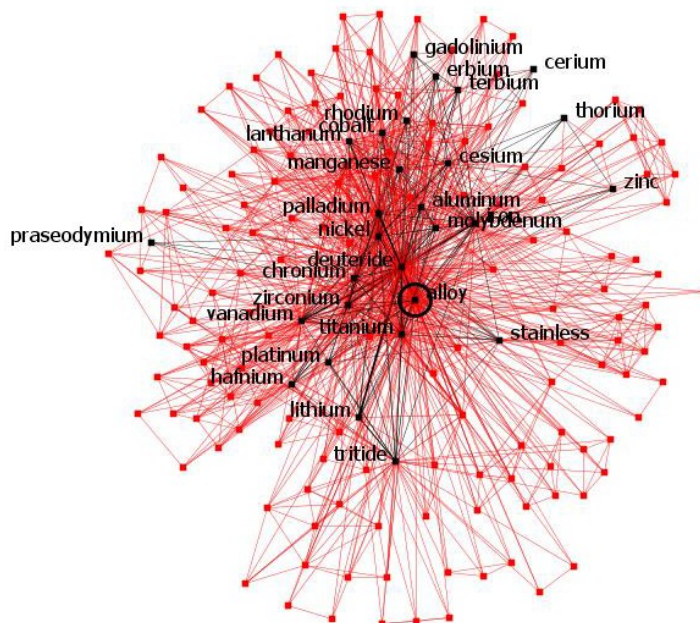 gadolinium
cerium
erbium
terbium
rhodium
thorium
cobalt
lanthanum
manganese
cesium
zinc
aluminum
palladium
iron
molybdenum
nickel
praseodymium
deuteride
chronium
alloy
zirconium
vanadium
titanium
stainless
platinum
hafnium
lithium
tritide